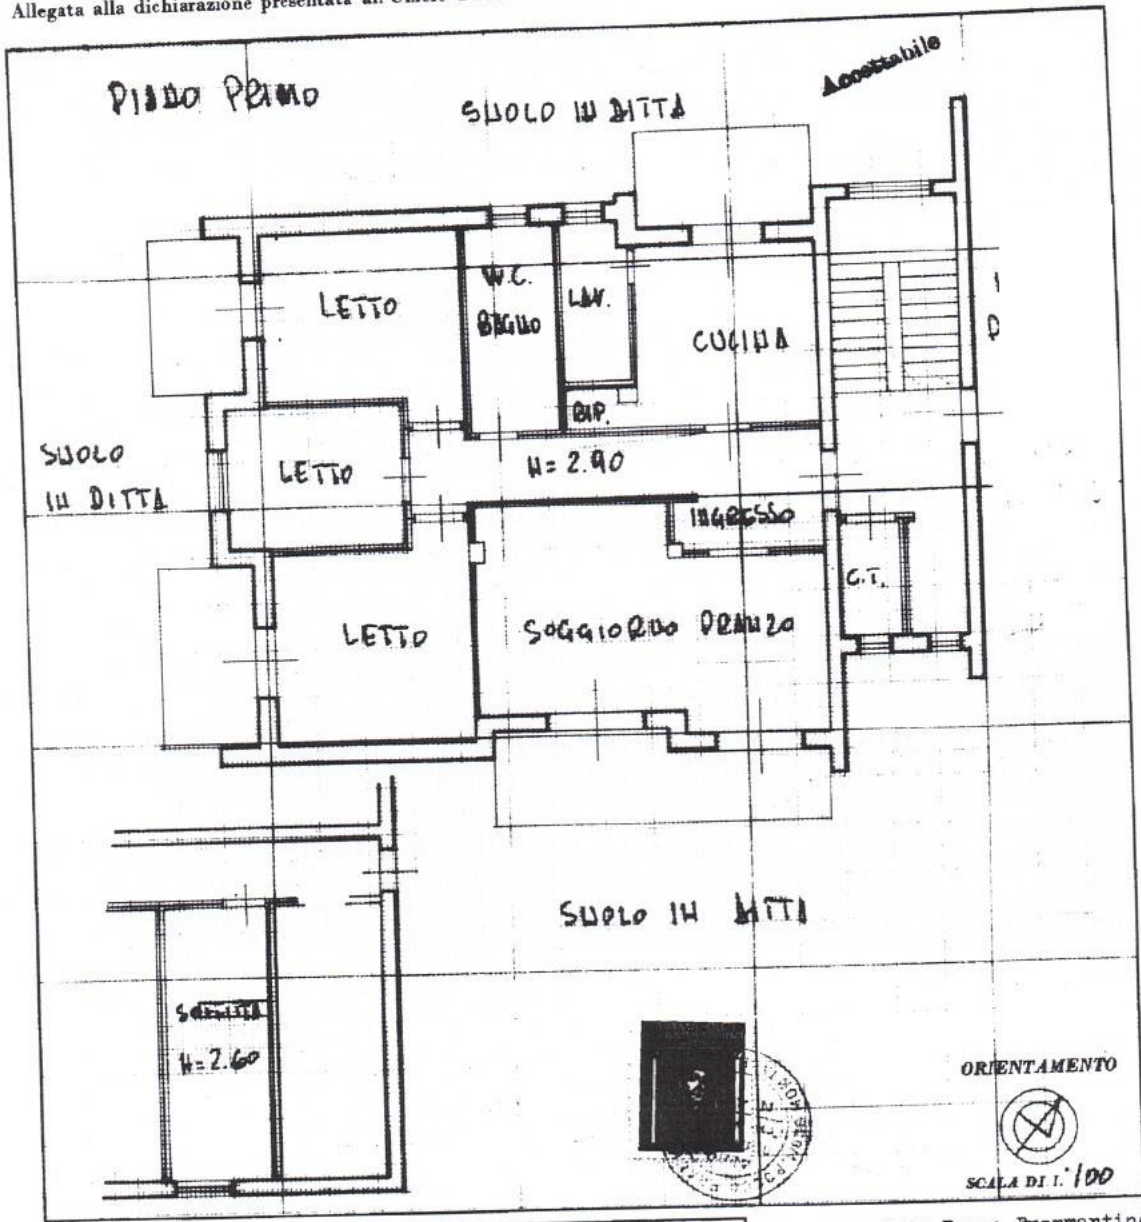 Allegata alla dichiarazione presentata all'Ufficio
PIANO PRIMO
SUOLO IN DITTA
Accettabile
LETTO
W.C.
BAGNO
LAV.
CUCINA
RIP.
SUOLO
IN DITTA
LETTO
H= 2.90
INGRESSO
C.T.
LETTO
SOGGIORNO PRANZO
SUOLO IN DITTA
SOFFITTA
H= 2.60
ORIENTAMENTO
SCALA DI 1:100